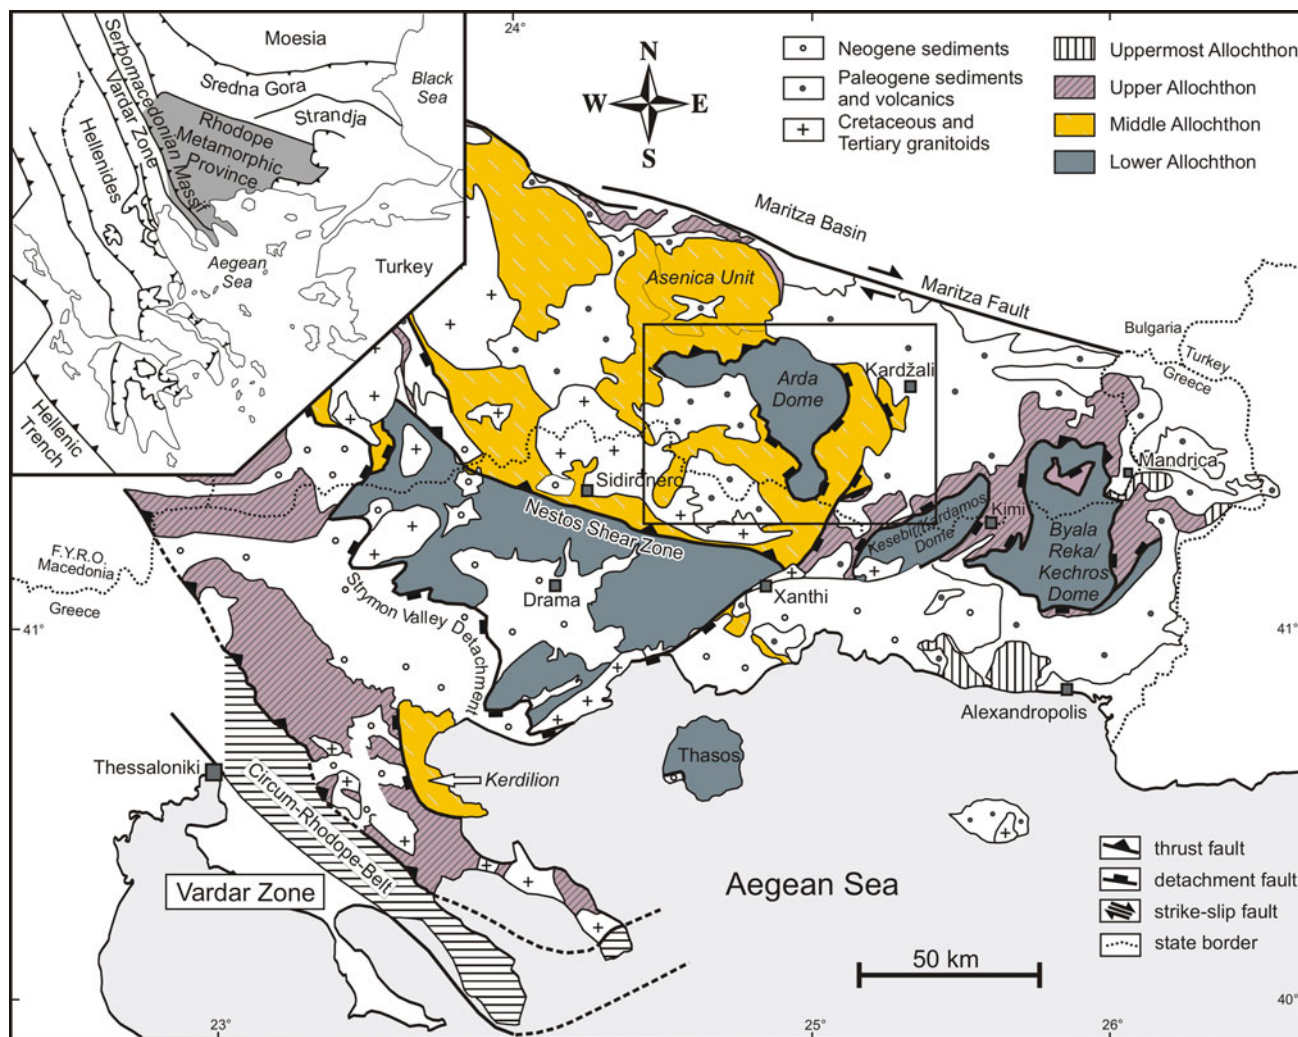 Moesia
Sredna Gora
Black
Sea
Strandja
Serbomacedonian Massif
Vardar Zone
Hellenides
Rhodope
Metamorphic
Province
Aegean
Sea
Turkey
Hellenic
Trench
24°
26°
N
W
E
S
Neogene sediments
Paleogene sediments
and volcanics
Cretaceous and
Tertiary granitoids
Uppermost Allochthon
Upper Allochthon
Middle Allochthon
Lower Allochthon
Maritza Basin
Maritza Fault
Asenica Unit
Bulgaria
Turkey
Greece
Kardžali
Arda
Dome
Mandrica
Sidironero
Nestos Shear Zone
Kesebir/Kardamos
Dome
Kimi
Byala
Reka/
Kechros
Dome
F.Y.R.O.
Macedonia
Greece
Strymon Valley Detachment
Drama
Xanthi
41°
41°
Alexandropolis
Thessaloniki
Thasos
Kerdilion
Circum-Rhodope-Belt
Vardar Zone
Aegean Sea
thrust fault
detachment fault
strike-slip fault
state border
50 km
40°
23°
25°
26°